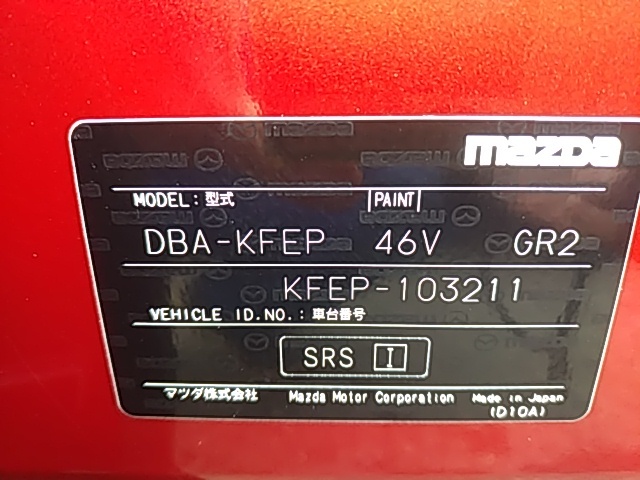 mazda
MODEL:型式 PAINT
DBA-KFEP 46V GR2
KFEP-103211
VEHICLE ID.NO.:車台番号
SRS I
マツダ株式会社 Mazda Motor Corporation Made in Japan
(D10A)